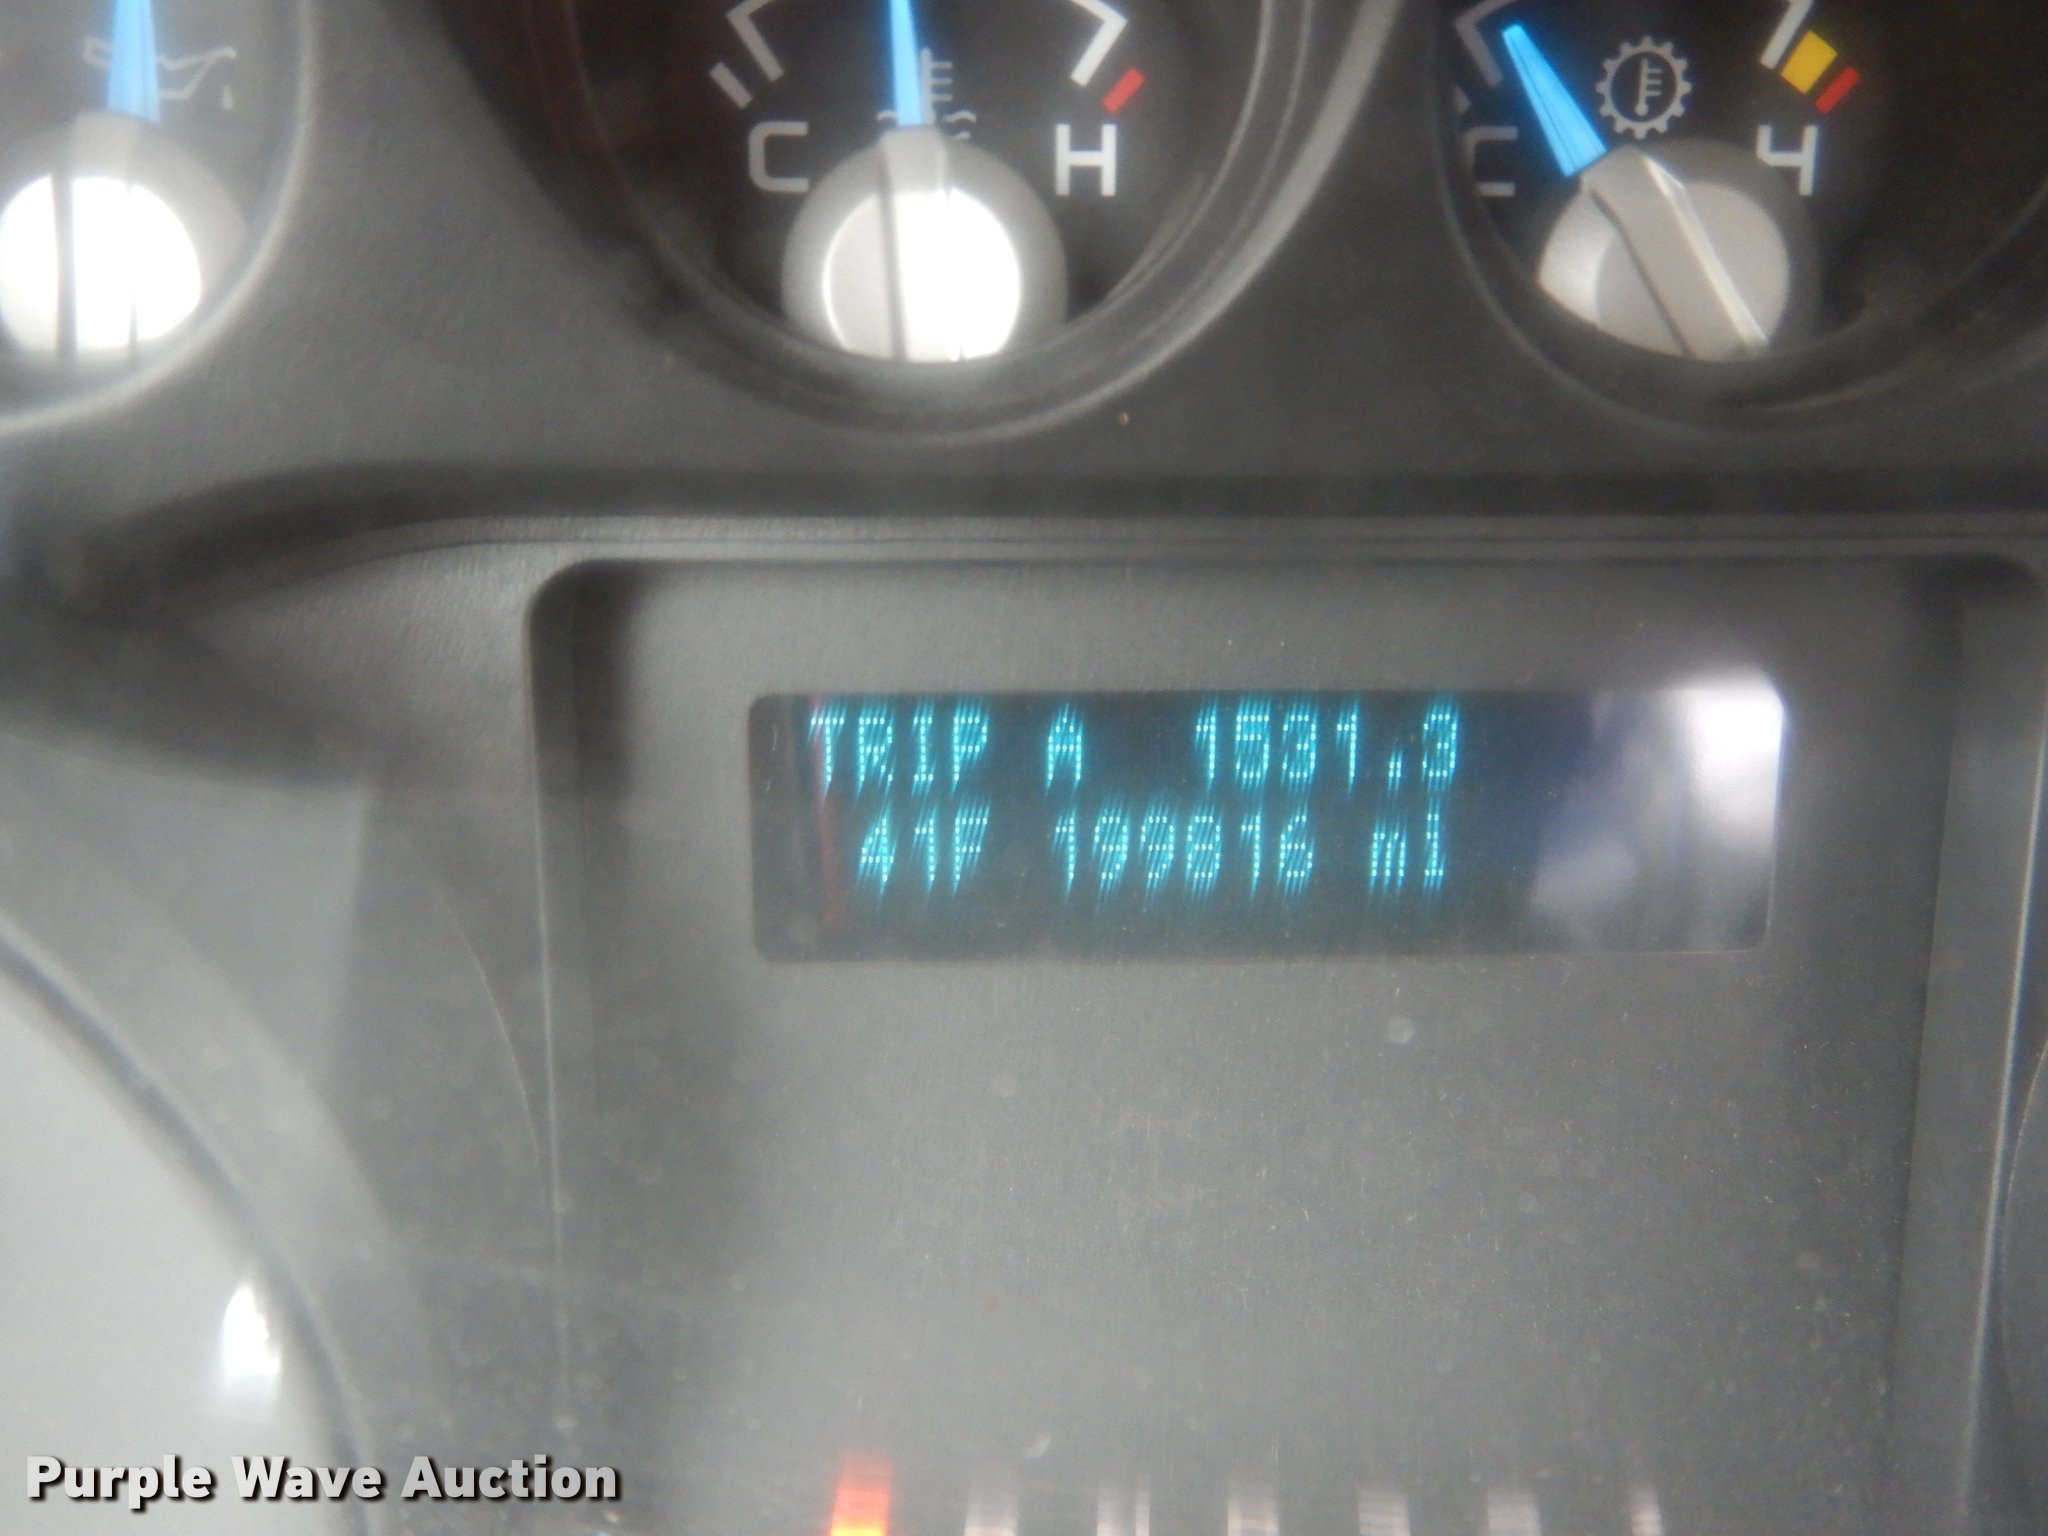 C H C H
TRIP A 1531.3
41F 199816 mi
Purple Wave Auction